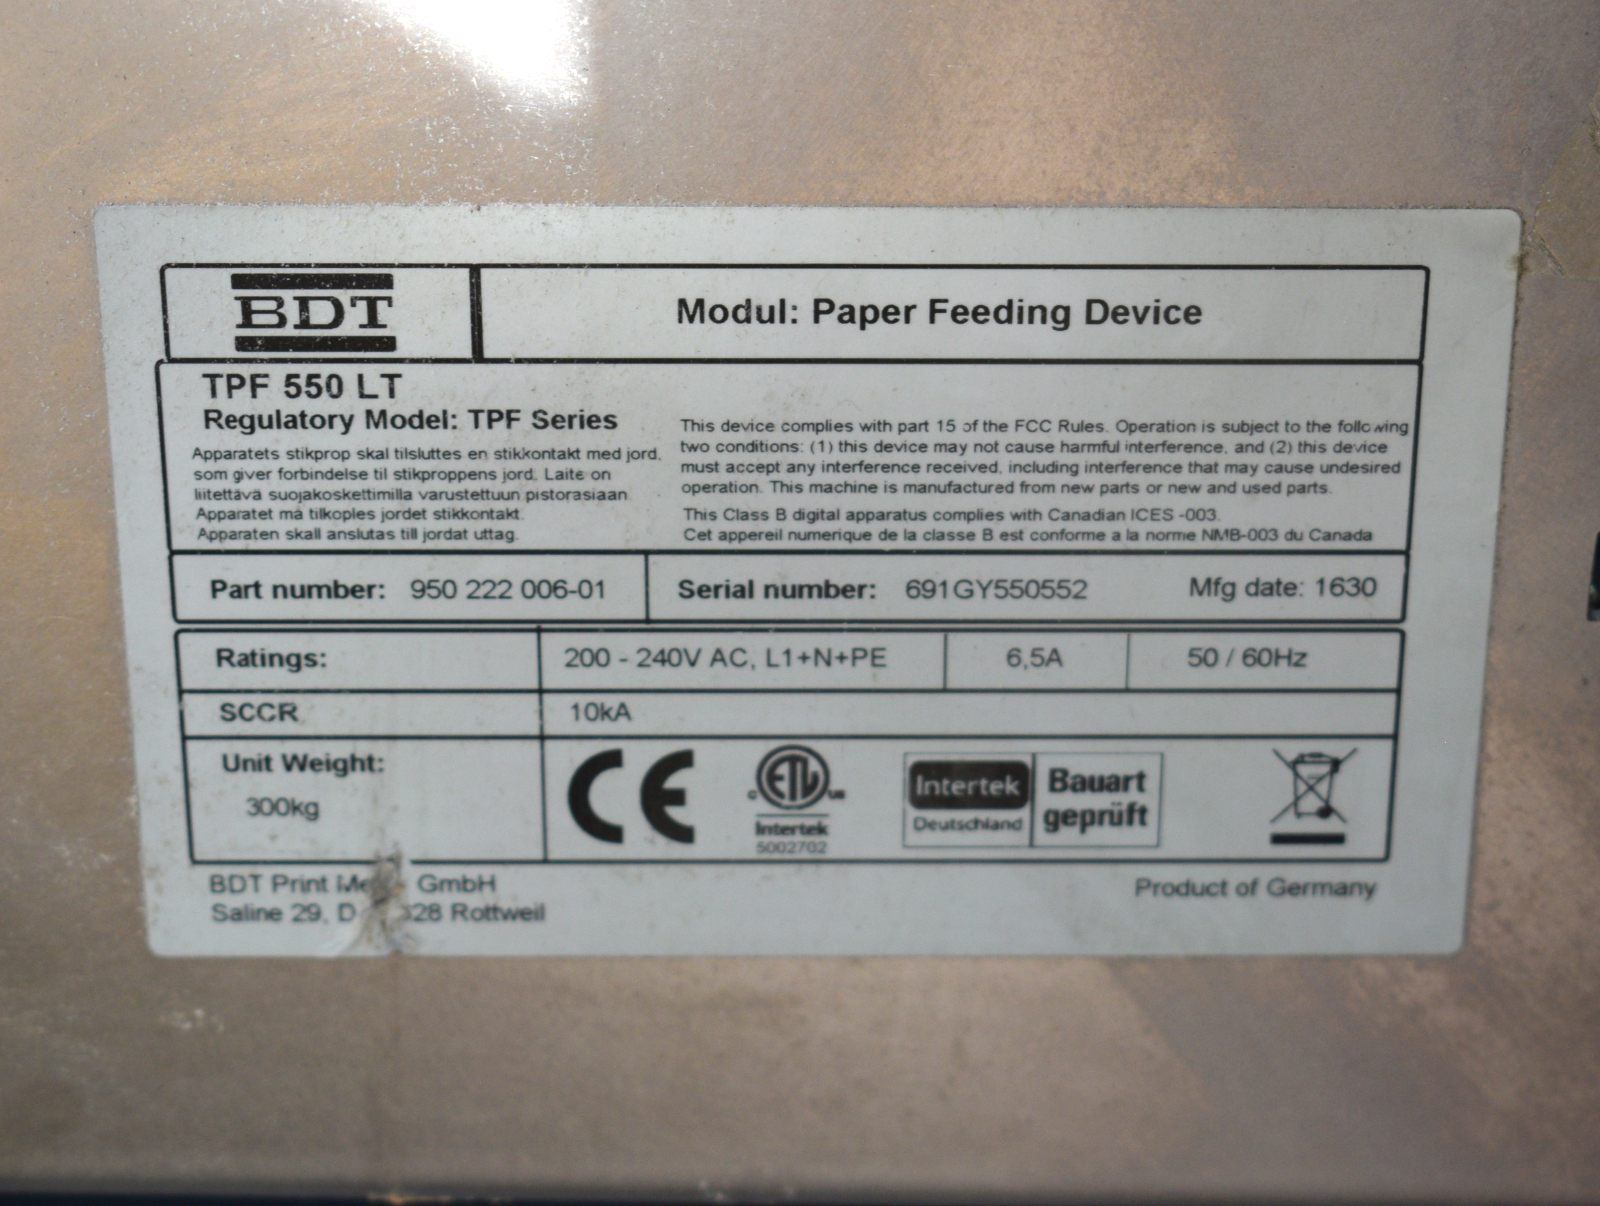 BDT
Modul: Paper Feeding Device
TPF 550 LT
Regulatory Model: TPF Series
Apparatets stikprop skal tilsluttes en stikkontakt med jord,
som giver forbindelse til stikproppens jord. Laite on
liitettävä suojakoskettimilla varustettuun pistorasiaan
Apparatet må tilkoples jordet stikkontakt.
Apparaten skall anslutas till jordat uttag.
This device complies with part 15 of the FCC Rules. Operation is subject to the following
two conditions: (1) this device may not cause harmful interference, and (2) this device
must accept any interference received, including interference that may cause undesired
operation. This machine is manufactured from new parts or new and used parts.
This Class B digital apparatus complies with Canadian ICES -003.
Cet appereil numerique de la classe B est conforme a la norme NMB-003 du Canada
Part number: 950 222 006-01
Serial number: 691GY550552
Mfg date: 1630
Ratings: 200 - 240V AC, L1+N+PE 6,5A 50 / 60Hz
SCCR 10kA
Unit Weight:
300kg
CE
c ETL us
Intertek
5002702
Intertek
Deutschland
Bauart
geprüft
BDT Print GmbH
Saline 29, Rottweil
Product of Germany